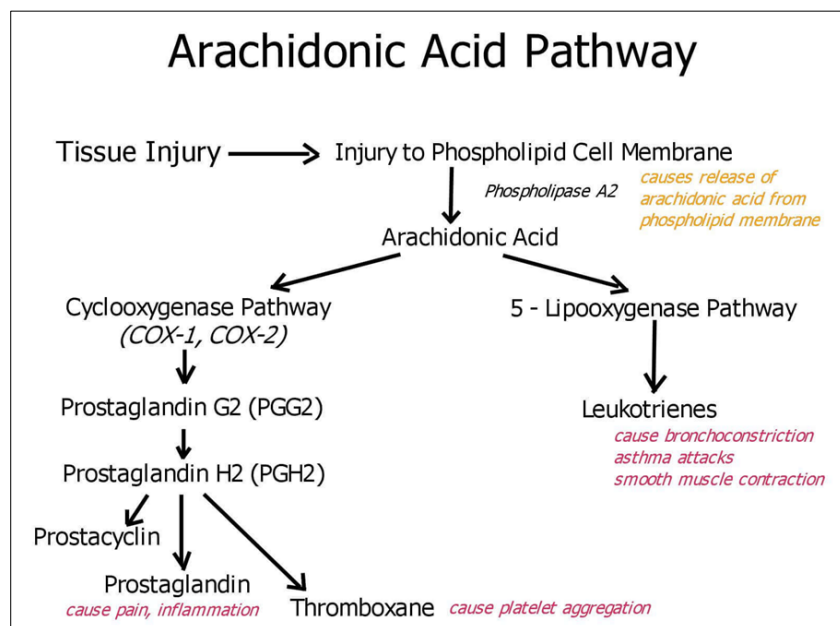 Arachidonic Acid Pathway
Tissue Injury
Injury to Phospholipid Cell Membrane
Phospholipase A2
causes release of
arachidonic acid from
phospholipid membrane
Arachidonic Acid
Cyclooxygenase Pathway
(COX-1, COX-2)
5 - Lipooxygenase Pathway
Prostaglandin G2 (PGG2)
Leukotrienes
cause bronchoconstriction
asthma attacks
smooth muscle contraction
Prostaglandin H2 (PGH2)
Prostacyclin
Prostaglandin
cause pain, inflammation
Thromboxane
cause platelet aggregation